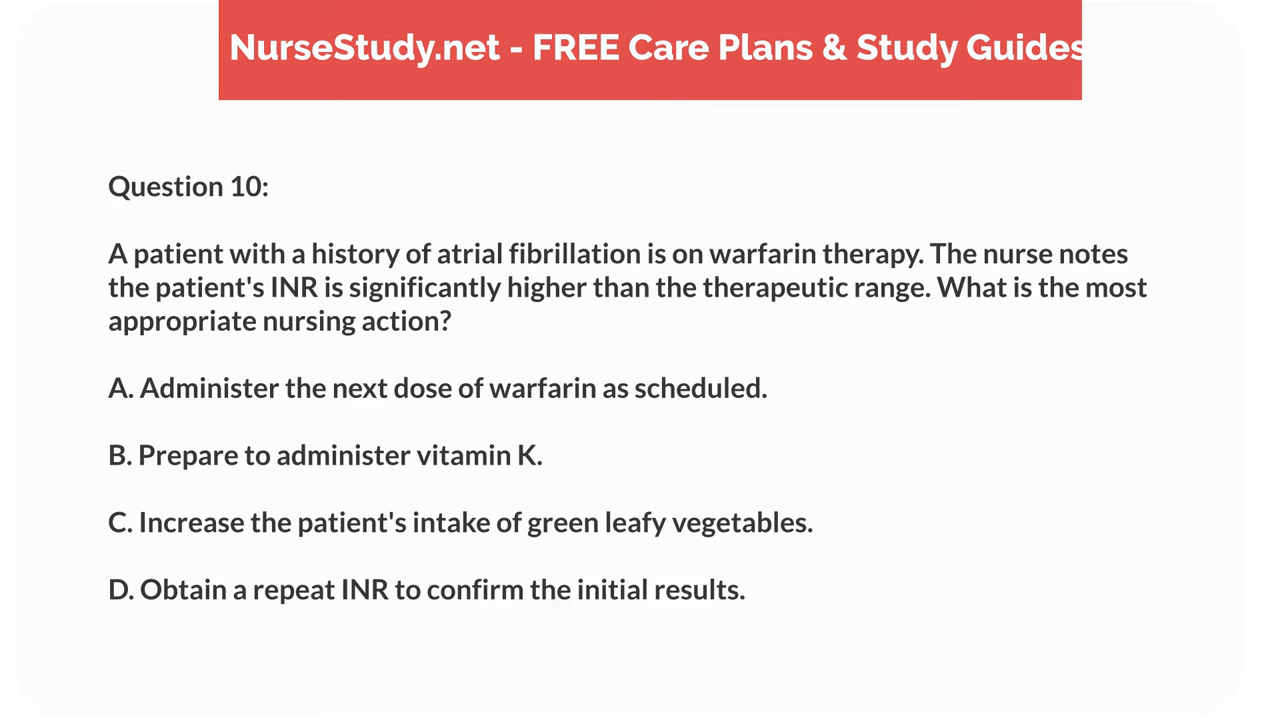 NurseStudy.net - FREE Care Plans & Study Guides
Question 10:
A patient with a history of atrial fibrillation is on warfarin therapy. The nurse notes
the patient's INR is significantly higher than the therapeutic range. What is the most
appropriate nursing action?
A. Administer the next dose of warfarin as scheduled.
B. Prepare to administer vitamin K.
C. Increase the patient's intake of green leafy vegetables.
D. Obtain a repeat INR to confirm the initial results.